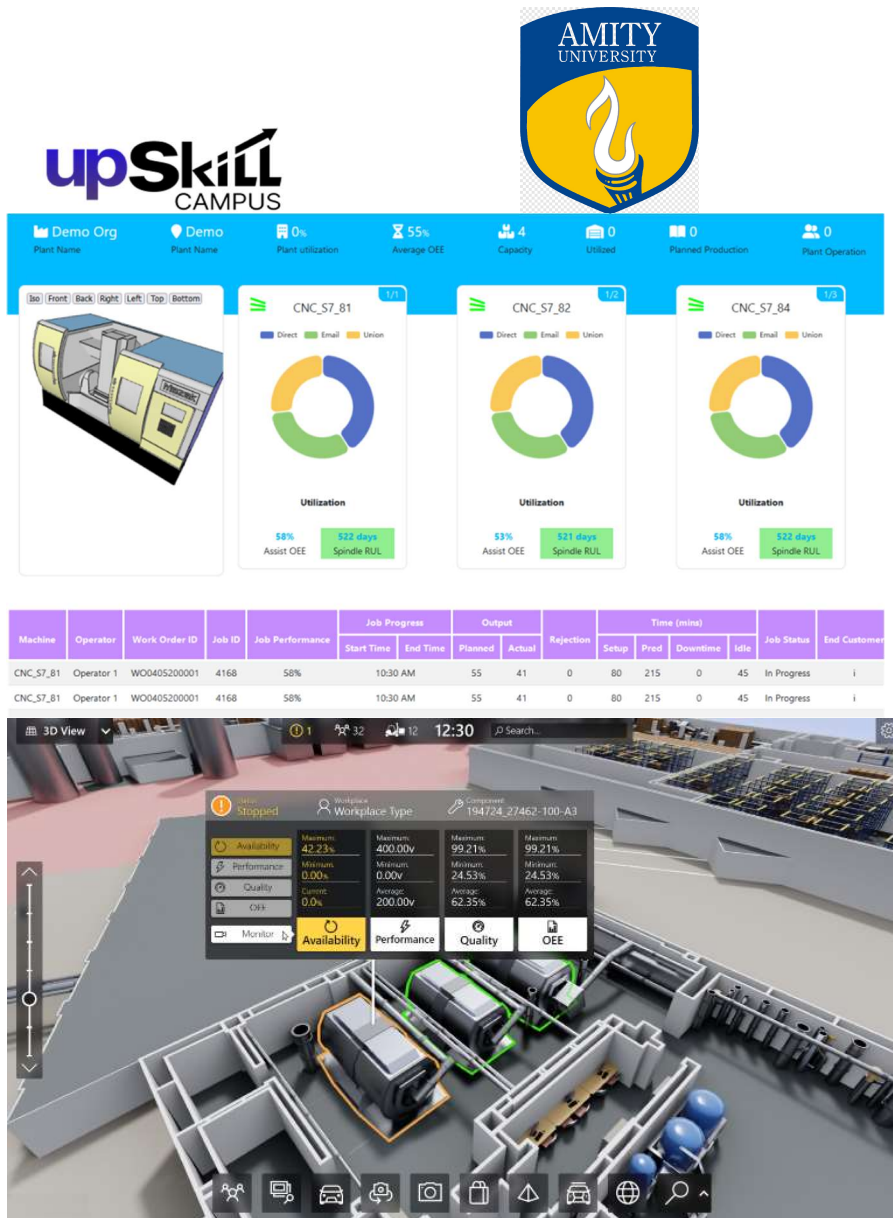 AMITY
UNIVERSITY
upSkill
CAMPUS
Demo Org Demo 0% 55% 4 0 0 0
Plant Name Plant Name Plant utilization Average OEE Capacity Utilized Planned Production Plant Operation
Iso Front Back Right Left Top Bottom
1/1
CNC_S7_81
Direct Email Union
Utilization
58% 522 days
Assist OEE Spindle RUL
1/2
CNC_S7_82
Direct Email Union
Utilization
53% 521 days
Assist OEE Spindle RUL
1/3
CNC_S7_84
Direct Email Union
Utilization
58% 522 days
Assist OEE Spindle RUL
Machine Operator Work Order ID Job ID Job Performance Job Progress Output Rejection Time (mins) Job Status End Customer
Start Time End Time Planned Actual Setup Pred Downtime Idle
CNC_S7_81 Operator 1 WO0405200001 4168 58% 10:30 AM 55 41 0 80 215 0 45 In Progress i
CNC_S7_81 Operator 1 WO0405200001 4168 58% 10:30 AM 55 41 0 80 215 0 45 In Progress i
3D View 1 32 12 12:30 Search...
Status Workplace Component
Stopped Workplace Type 194724_27462-100-A3
Availability
Performance
Quality
OEE
Monitor
Maximum: Maximum: Maximum: Maximum:
42.23% 400.00v 99.21% 99.21%
Minimum: Minimum: Minimum: Minimum:
0.00% 0.00v 24.53% 24.53%
Current: Average: Average: Average:
0.0% 200.00v 62.35% 62.35%
Availability Performance Quality OEE